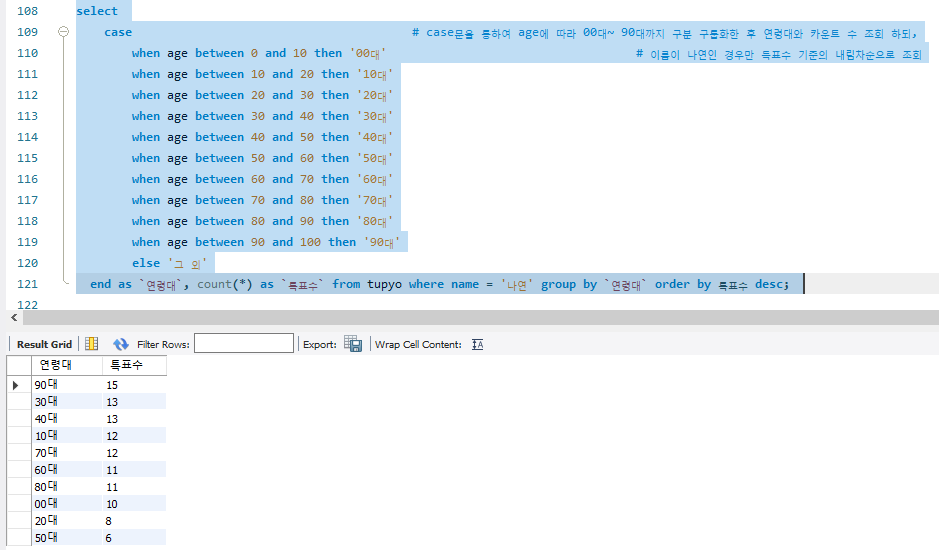 108 select
109 case # case문을 통하여 age에 따라 00대~ 90대까지 구분 구룹화한 후 연령대와 카운트 수 조회 하되,
110 when age between 0 and 10 then '00대' # 이름이 나연인 경우만 득표수 기준의 내림차순으로 조회
111 when age between 10 and 20 then '10대'
112 when age between 20 and 30 then '20대'
113 when age between 30 and 40 then '30대'
114 when age between 40 and 50 then '40대'
115 when age between 50 and 60 then '50대'
116 when age between 60 and 70 then '60대'
117 when age between 70 and 80 then '70대'
118 when age between 80 and 90 then '80대'
119 when age between 90 and 100 then '90대'
120 else '그 외'
121 end as `연령대`, count(*) as `특표수` from tupyo where name = '나연' group by `연령대` order by 특표수 desc;
122
Result Grid Filter Rows: Export: Wrap Cell Content:
연령대 특표수
90대 15
30대 13
40대 13
10대 12
70대 12
60대 11
80대 11
00대 10
20대 8
50대 6